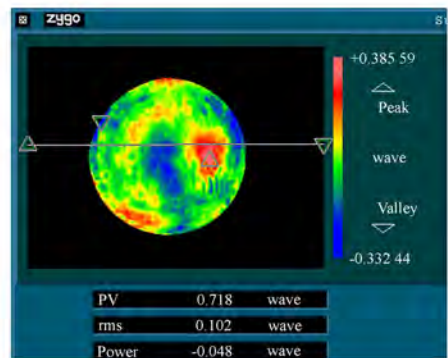 zygo
+0.385 59
Peak
wave
Valley
-0.332 44
PV 0.718 wave
rms 0.102 wave
Power -0.048 wave